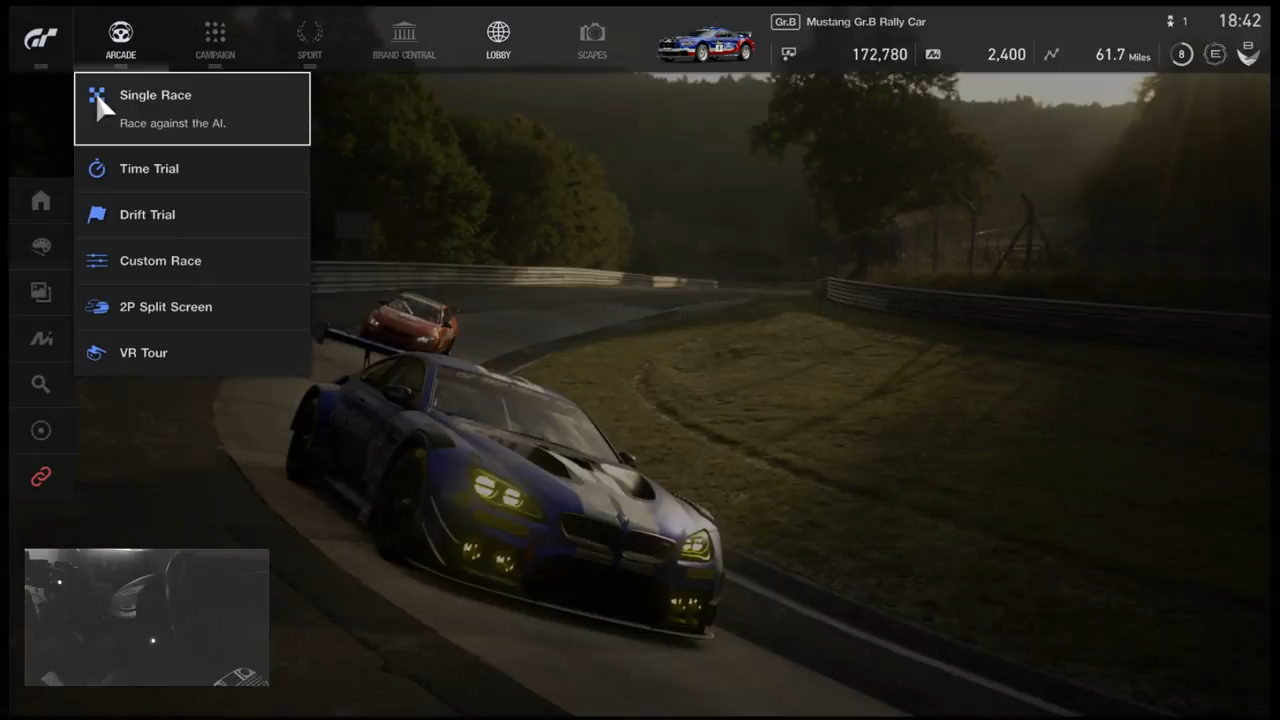 GT
ARCADE
CAMPAIGN
SPORT
BRAND CENTRAL
LOBBY
SCAPES
Gr.B Mustang Gr.B Rally Car
1
18:42
172,780
2,400
61.7 Miles
8
E
B
Single Race
Race against the AI.
Time Trial
Drift Trial
Custom Race
2P Split Screen
VR Tour